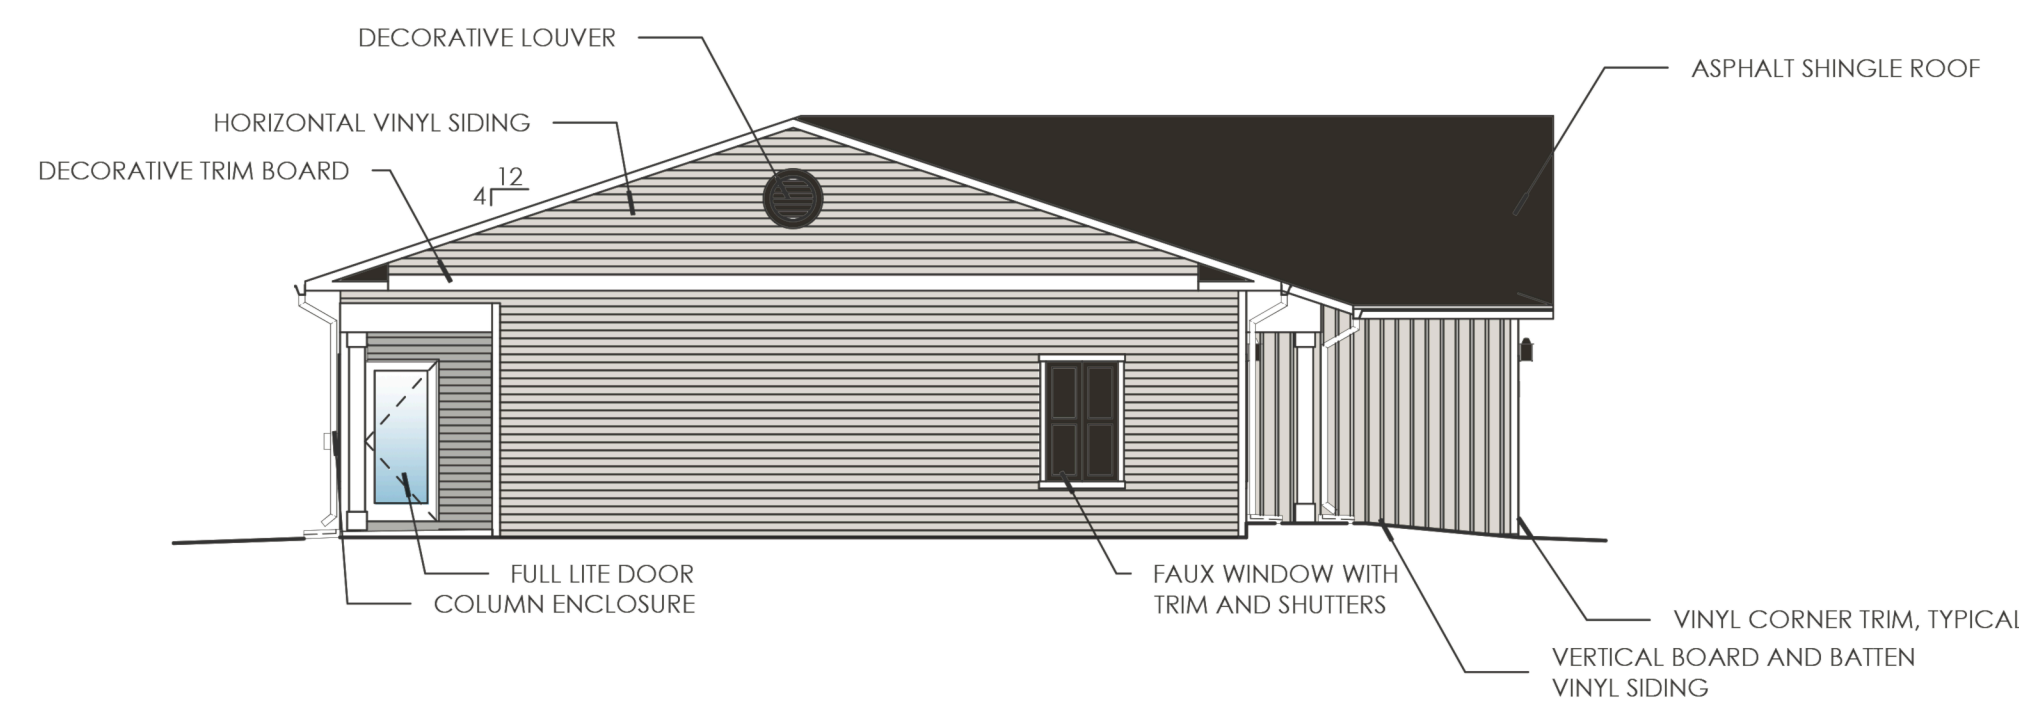 DECORATIVE LOUVER
ASPHALT SHINGLE ROOF
HORIZONTAL VINYL SIDING
DECORATIVE TRIM BOARD
12
4
FULL LITE DOOR
COLUMN ENCLOSURE
FAUX WINDOW WITH
TRIM AND SHUTTERS
VINYL CORNER TRIM, TYPICAL
VERTICAL BOARD AND BATTEN
VINYL SIDING